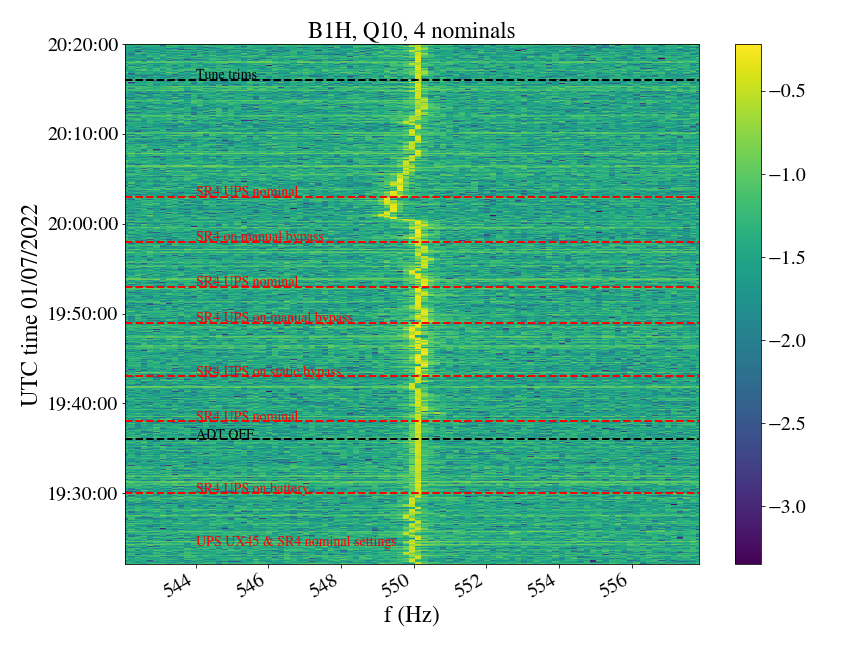 B1H, Q10, 4 nominals
20:20:00
Tune trims
20:10:00
SR4 UPS nominal
20:00:00
SR4 on manual bypass
SR4 UPS nominal
19:50:00
SR4 UPS on manual bypass
SR4 UPS on static bypass
19:40:00
SR4 UPS nominal
ADT OFF
19:30:00
SR4 UPS on battery
UPS UX45 & SR4 nominal settings
UTC time 01/07/2022
544 546 548 550 552 554 556
f (Hz)
−0.5
−1.0
−1.5
−2.0
−2.5
−3.0